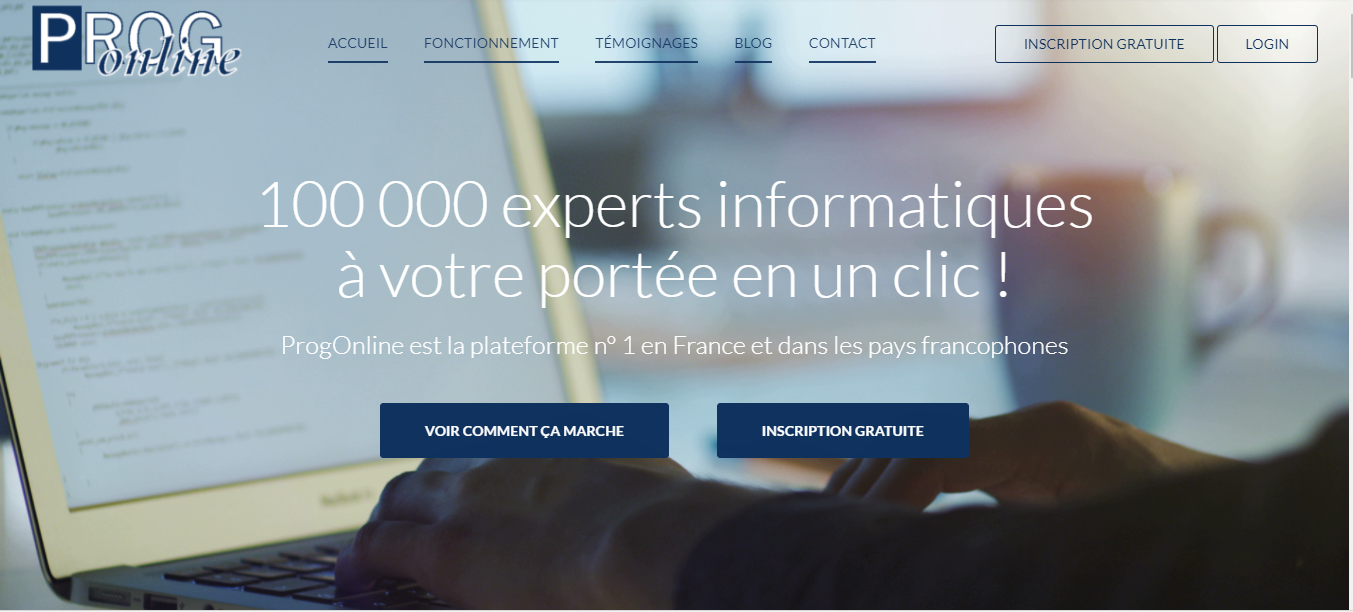 PROG
online
ACCUEIL
FONCTIONNEMENT
TÉMOIGNAGES
BLOG
CONTACT
INSCRIPTION GRATUITE
LOGIN
100 000 experts informatiques
à votre portée en un clic !
ProgOnline est la plateforme n° 1 en France et dans les pays francophones
VOIR COMMENT ÇA MARCHE
INSCRIPTION GRATUITE